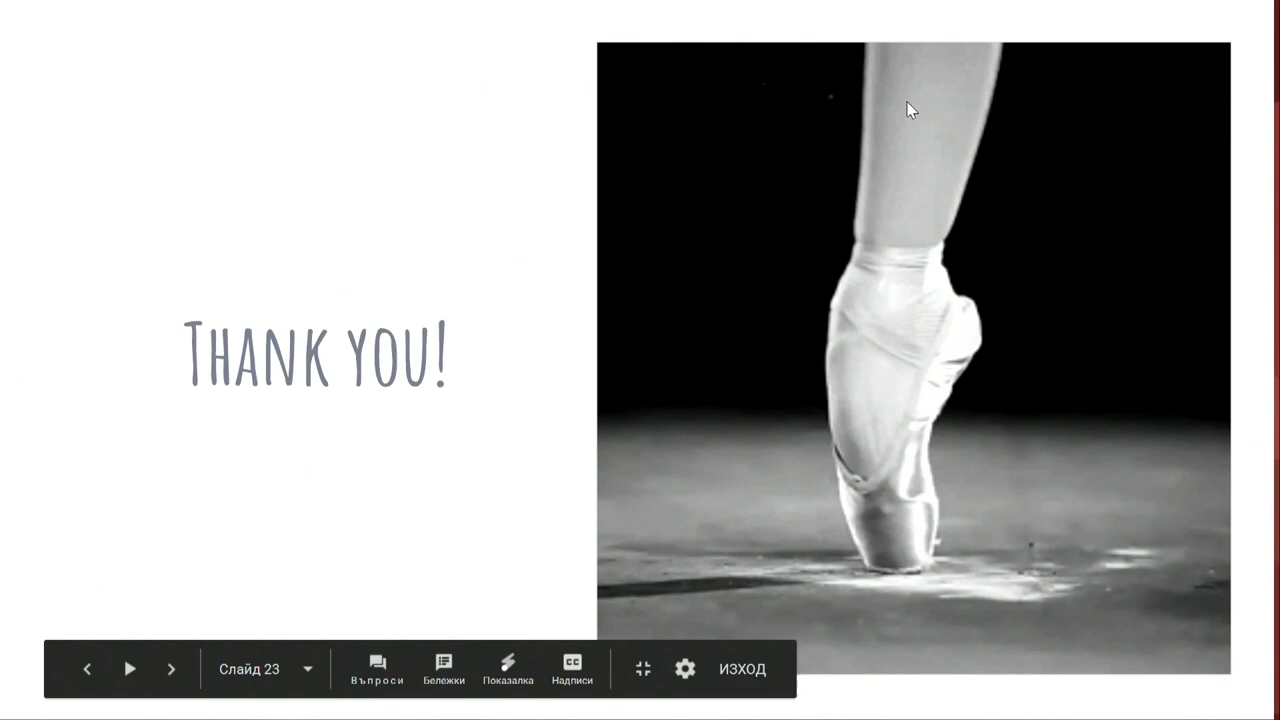 THANK YOU!
Слайд 23
Въпроси
Бележки
Показалка
CC
Надписи
ИЗХОД